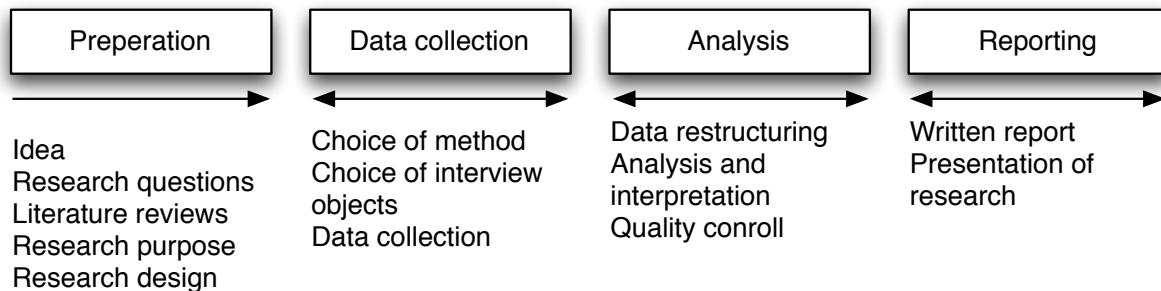 Preperation
Idea
Research questions
Literature reviews
Research purpose
Research design
Data collection
Choice of method
Choice of interview
objects
Data collection
Analysis
Data restructuring
Analysis and
interpretation
Quality conroll
Reporting
Written report
Presentation of
research